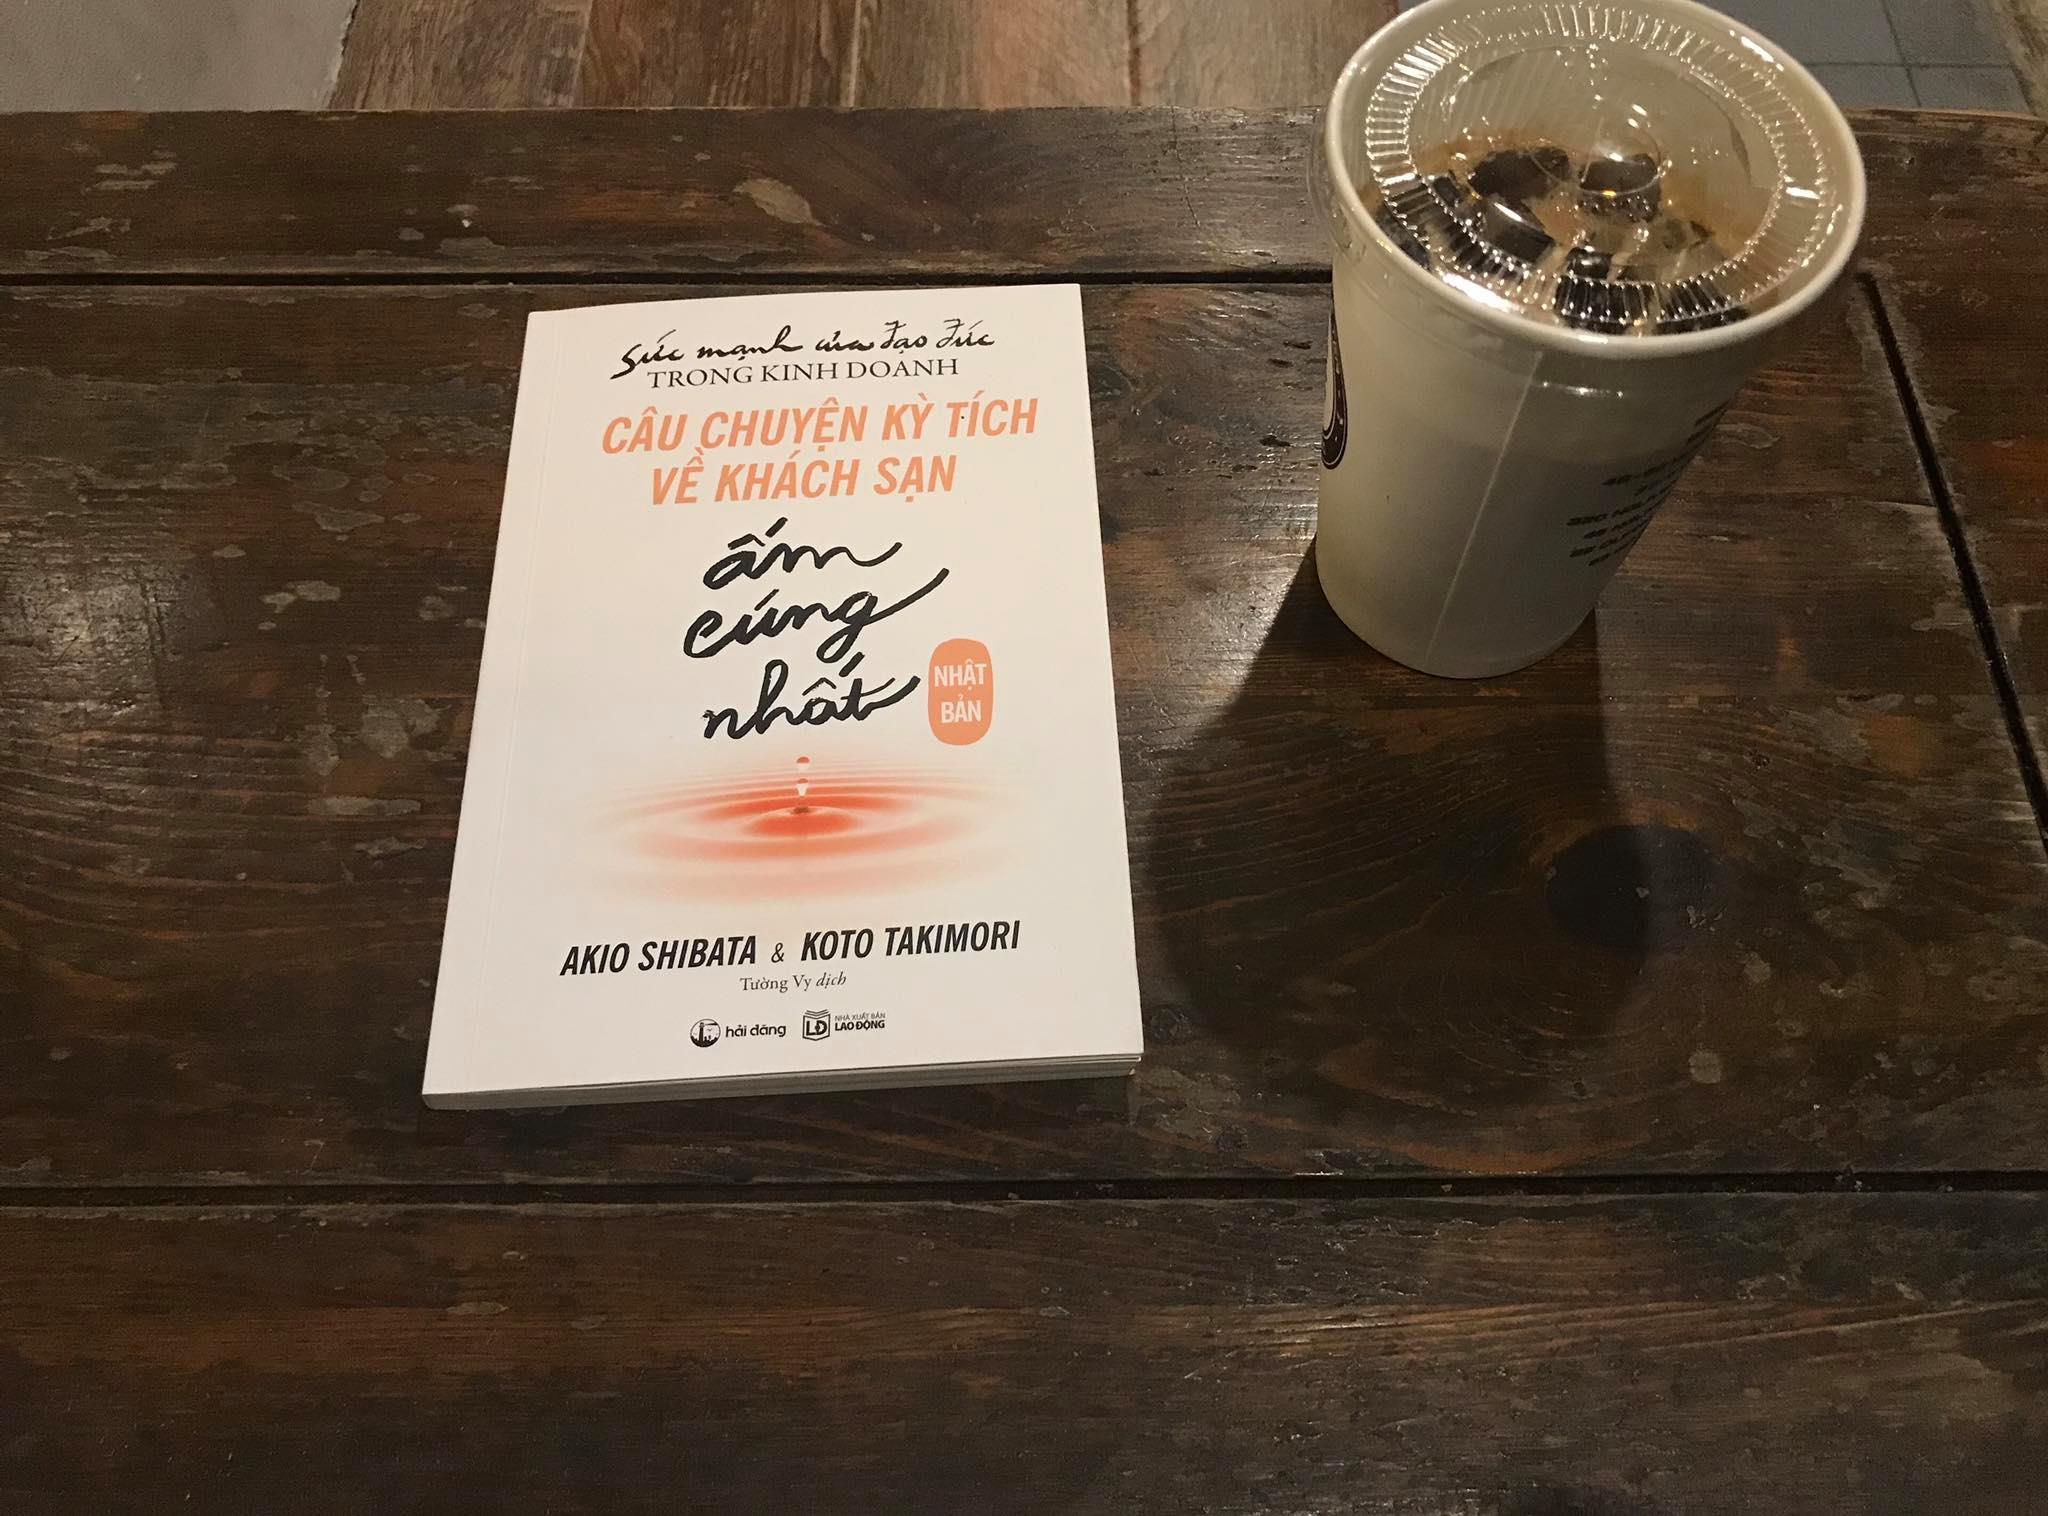 Sức mạnh của đạo đức
TRONG KINH DOANH
CÂU CHUYỆN KỲ TÍCH
VỀ KHÁCH SẠN
ấm
cúng
nhất
NHẬT
BẢN
AKIO SHIBATA & KOTO TAKIMORI
Tường Vy dịch
hải đăng
LĐ
NHÀ XUẤT BẢN
LAO ĐỘNG